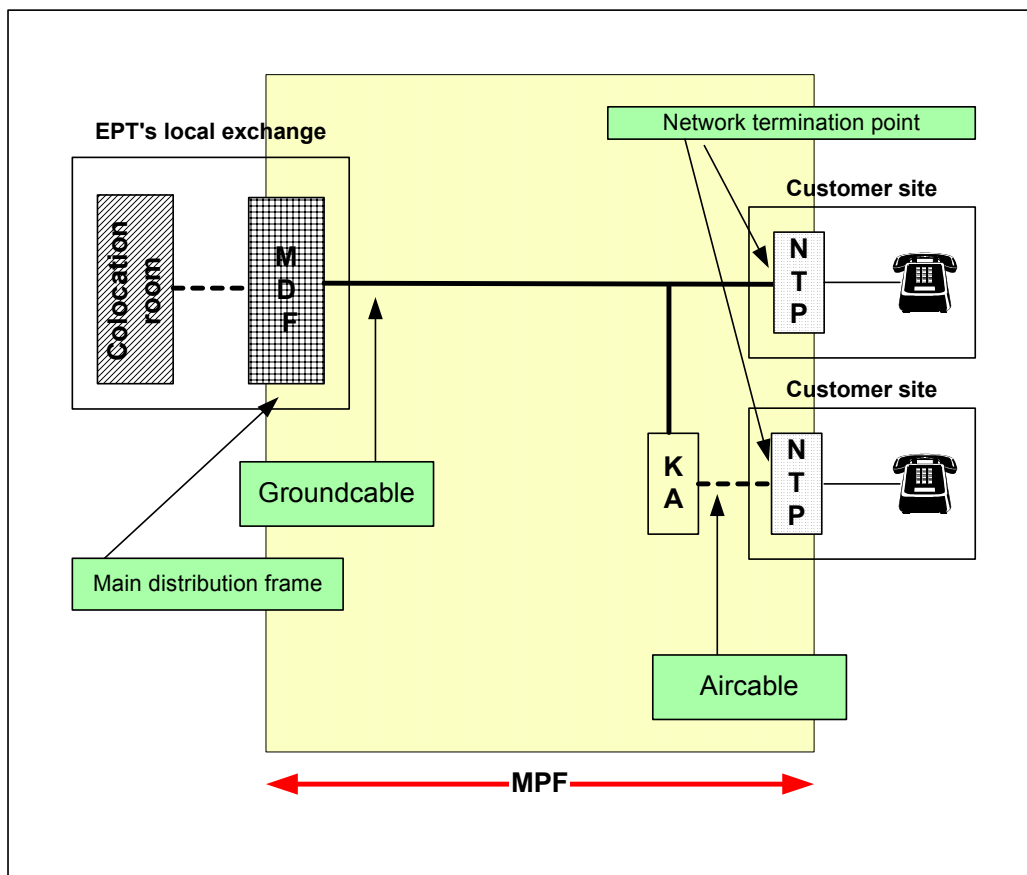 EPT's local exchange
Network termination point
Customer site
Colocation
room
M
D
F
N
T
P
Customer site
K
A
N
T
P
Groundcable
Main distribution frame
Aircable
MPF